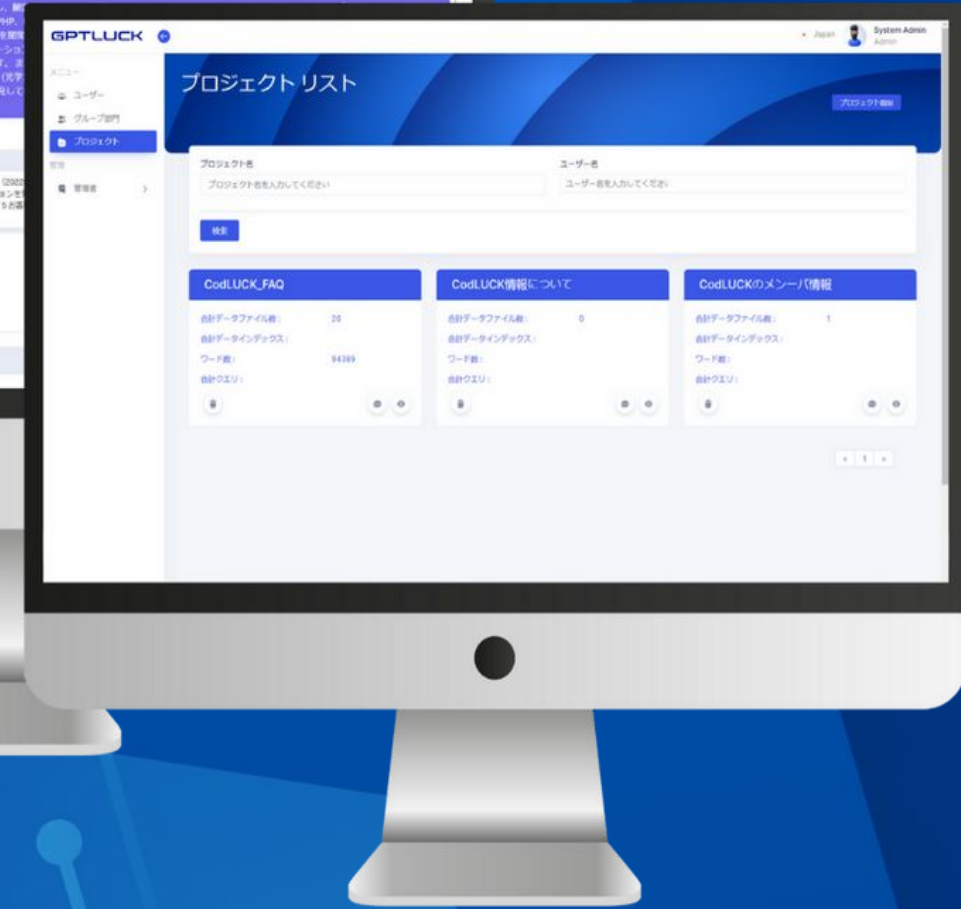 GPTLUCK
Japan
System Admin
Admin
メニュー
ユーザー
グループ部門
プロジェクト
管理
管理者
プロジェクトリスト
プロジェクト名
プロジェクト名を入力してください
ユーザー名
ユーザー名を入力してください
検索
CodLUCK_FAQ
合計データファイル数: 20
合計データインデックス:
ワード数: 94389
合計クエリ:
CodLUCK情報について
合計データファイル数: 0
合計データインデックス:
ワード数:
合計クエリ:
CodLUCKのメンーバ情報
合計データファイル数: 1
合計データインデックス:
ワード数:
合計クエリ:
« 1 »